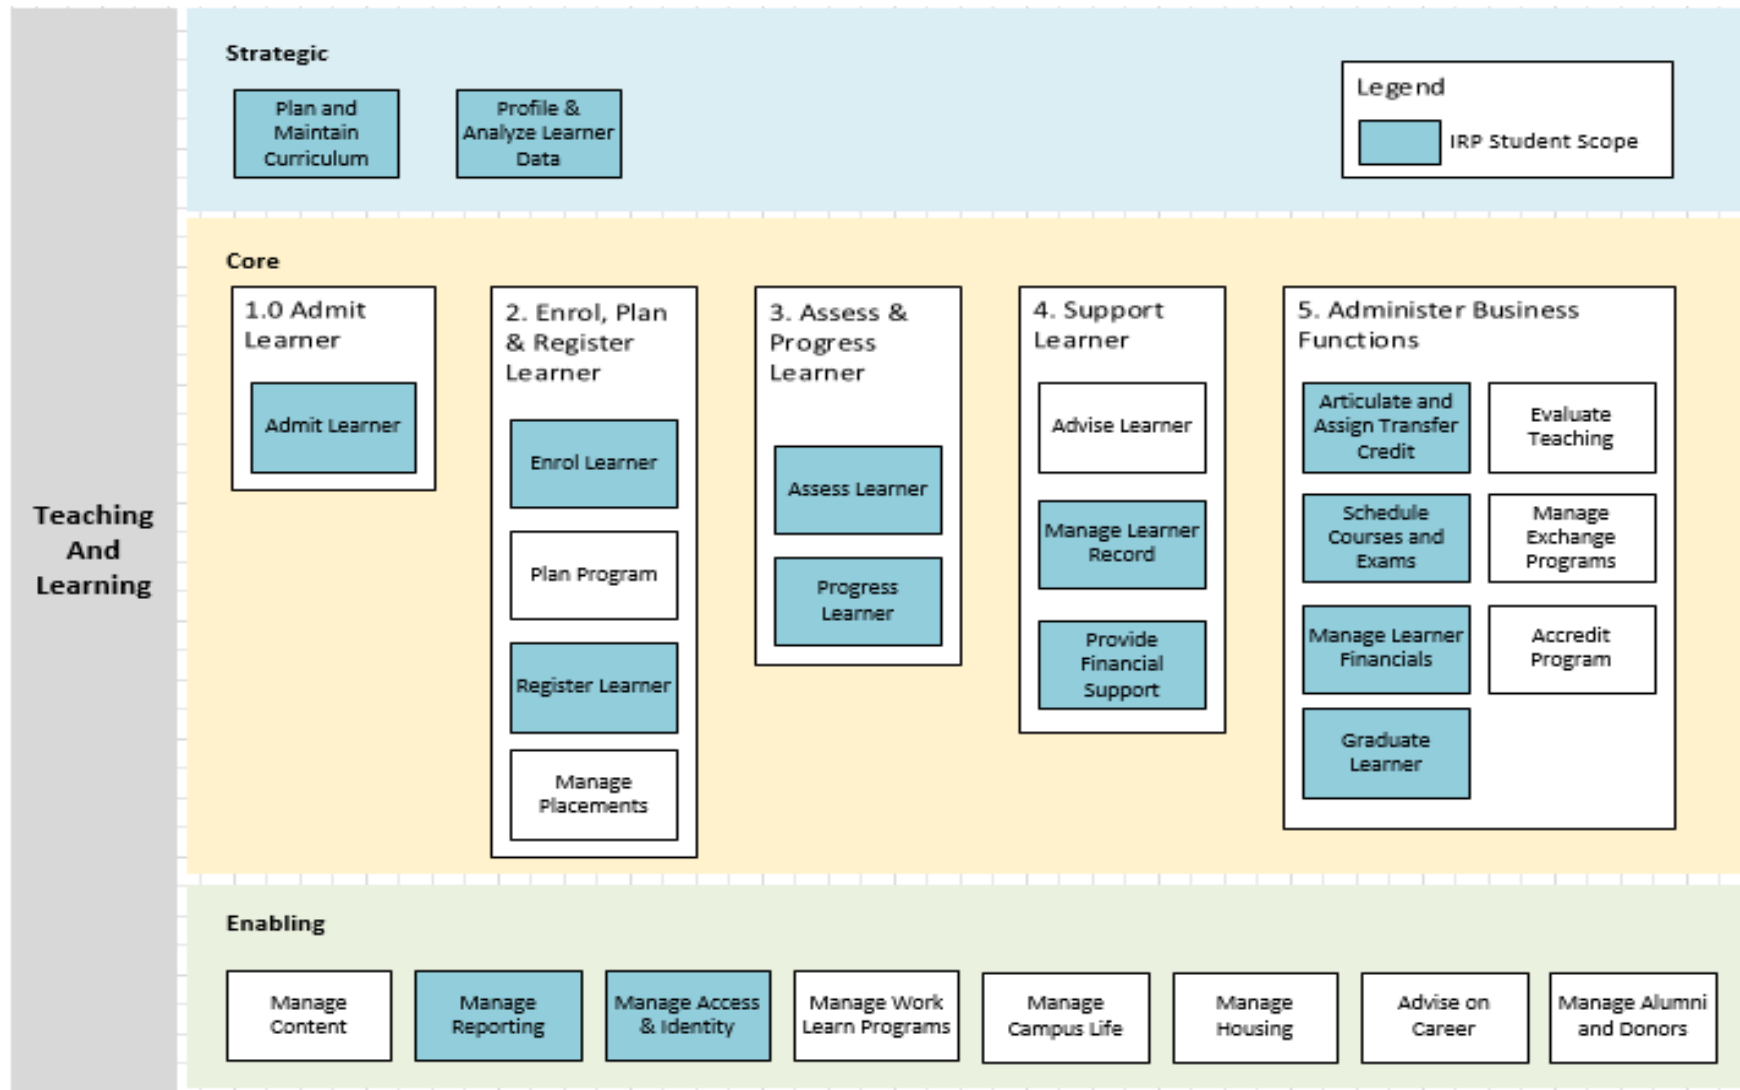 Teaching
And
Learning
Strategic
Plan and
Maintain
Curriculum
Profile &
Analyze Learner
Data
Legend
IRP Student Scope
Core
1.0 Admit
Learner
Admit Learner
2. Enrol, Plan
& Register
Learner
Enrol Learner
Plan Program
Register Learner
Manage
Placements
3. Assess &
Progress
Learner
Assess Learner
Progress
Learner
4. Support
Learner
Advise Learner
Manage Learner
Record
Provide
Financial
Support
5. Administer Business
Functions
Articulate and
Assign Transfer
Credit
Evaluate
Teaching
Schedule
Courses and
Exams
Manage
Exchange
Programs
Manage Learner
Financials
Accredit
Program
Graduate
Learner
Enabling
Manage
Content
Manage
Reporting
Manage Access
& Identity
Manage Work
Learn Programs
Manage
Campus Life
Manage
Housing
Advise on
Career
Manage Alumni
and Donors